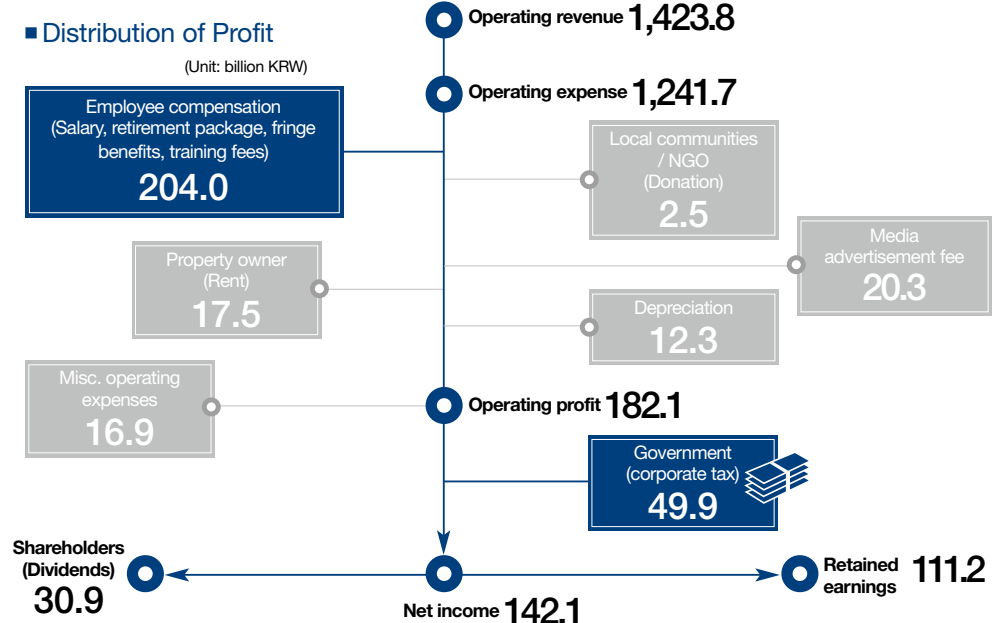 Distribution of Profit
(Unit: billion KRW)
Operating revenue 1,423.8
Operating expense 1,241.7
Employee compensation
(Salary, retirement package, fringe
benefits, training fees)
204.0
Local communities
/ NGO
(Donation)
2.5
Media
advertisement fee
20.3
Property owner
(Rent)
17.5
Depreciation
12.3
Misc. operating
expenses
16.9
Operating profit 182.1
Government
(corporate tax)
49.9
Shareholders
(Dividends)
30.9
Net income 142.1
Retained
earnings
111.2